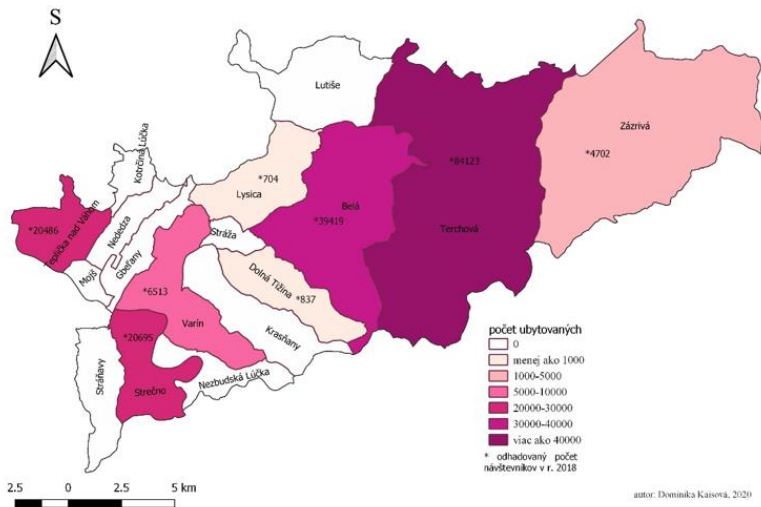 S
Lutiše
Zázrivá
*4702
*84123
Terchová
Kotrčiná Lúčka
*704
Lysica
Belá
*39419
*20486
Teplička nad Váhom
Nededza
Gbeľany
Mojš
Stráža
Dolná Tižina
*837
*6513
Varín
Krasňany
*20695
Strečno
Stráňavy
Nezbudská Lúčka
počet ubytovaných
0
menej ako 1000
1000-5000
5000-10000
20000-30000
30000-40000
viac ako 40000
* odhadovaný počet
návštevníkov v r. 2018
2.5 0 2.5 5 km
autor: Dominika Kaisová, 2020